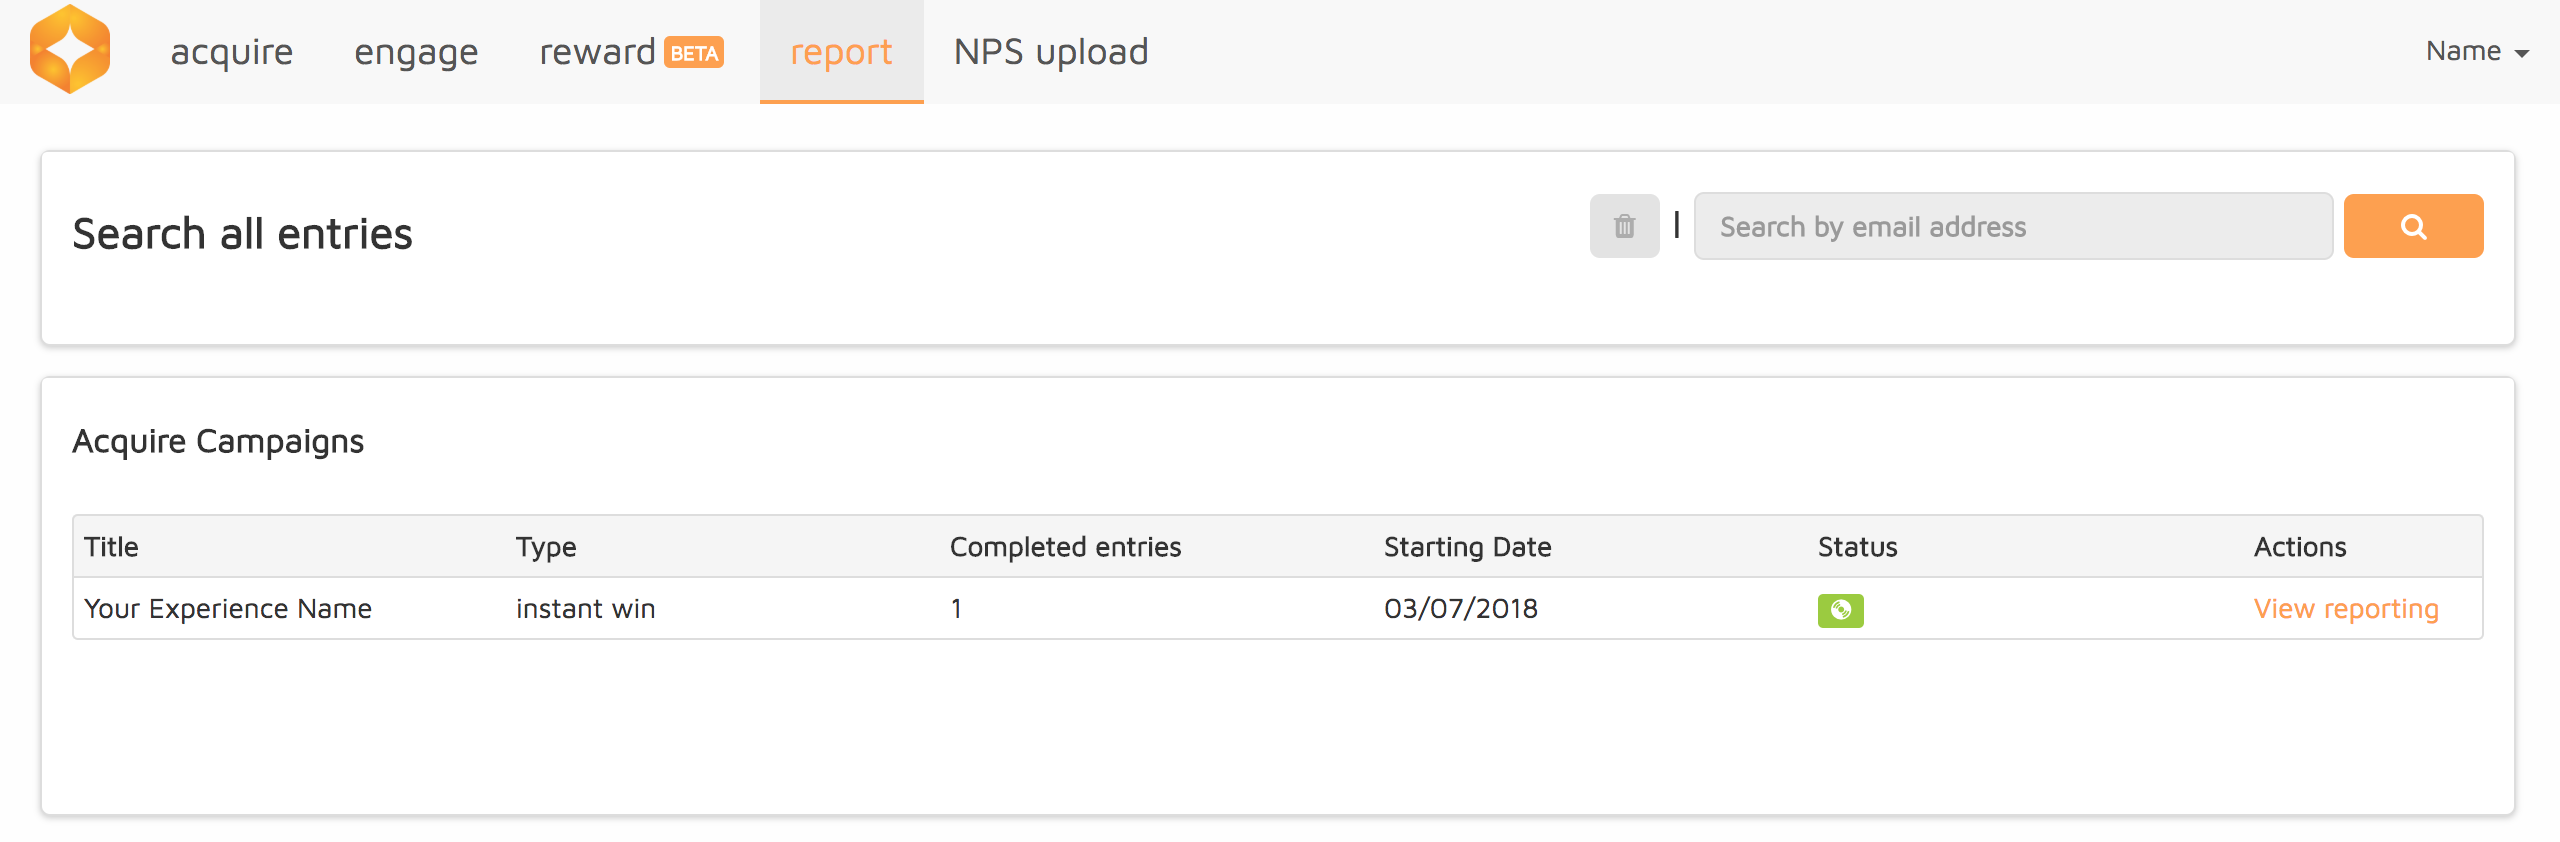 acquire engage reward BETA report NPS upload Name
Search all entries | Search by email address
Acquire Campaigns
Title Type Completed entries Starting Date Status Actions
Your Experience Name instant win 1 03/07/2018 View reporting